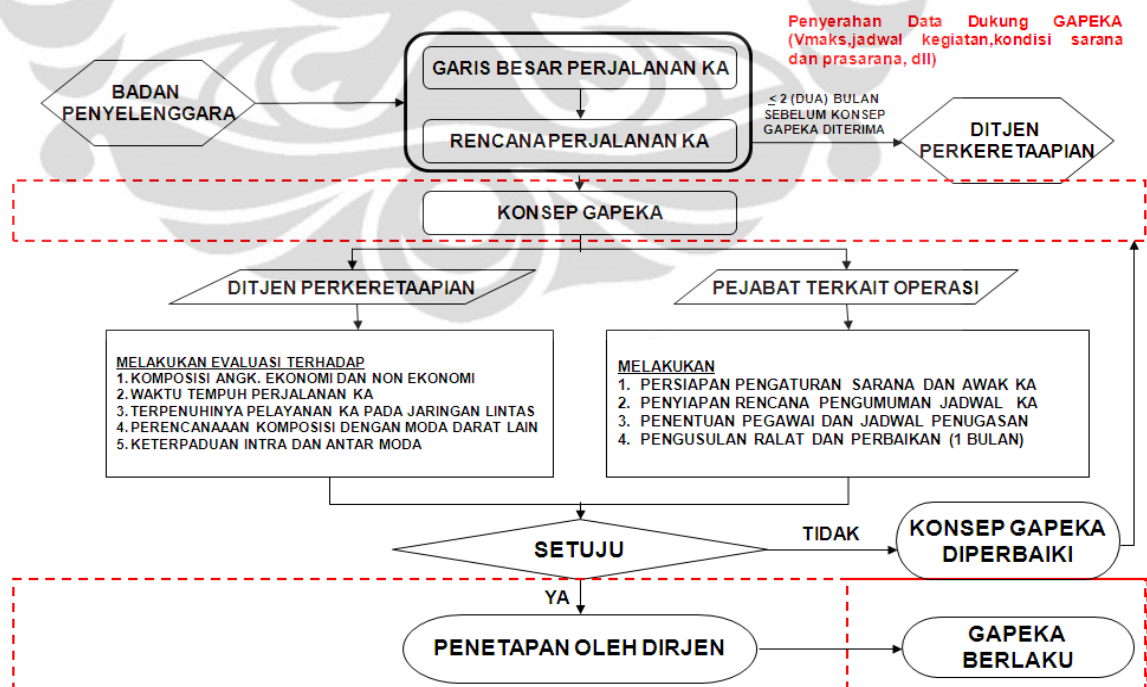 Penyerahan Data Dukung GAPEKA
(Vmaks,jadwal kegiatan,kondisi sarana
dan prasarana, dll)
BADAN
PENYELENGGARA
GARIS BESAR PERJALANAN KA
RENCANA PERJALANAN KA
≤ 2 (DUA) BULAN
SEBELUM KONSEP
GAPEKA DITERIMA
DITJEN
PERKERETAAPIAN
KONSEP GAPEKA
DITJEN PERKERETAAPIAN
PEJABAT TERKAIT OPERASI
MELAKUKAN EVALUASI TERHADAP
1. KOMPOSISI ANGK. EKONOMI DAN NON EKONOMI
2. WAKTU TEMPUH PERJALANAN KA
3. TERPENUHINYA PELAYANAN KA PADA JARINGAN LINTAS
4. PERENCANAAAN KOMPOSISI DENGAN MODA DARAT LAIN
5. KETERPADUAN INTRA DAN ANTAR MODA
MELAKUKAN
1. PERSIAPAN PENGATURAN SARANA DAN AWAK KA
2. PENYIAPAN RENCANA PENGUMUMAN JADWAL KA
3. PENENTUAN PEGAWAI DAN JADWAL PENUGASAN
4. PENGUSULAN RALAT DAN PERBAIKAN (1 BULAN)
SETUJU
TIDAK
KONSEP GAPEKA
DIPERBAIKI
YA
PENETAPAN OLEH DIRJEN
GAPEKA
BERLAKU